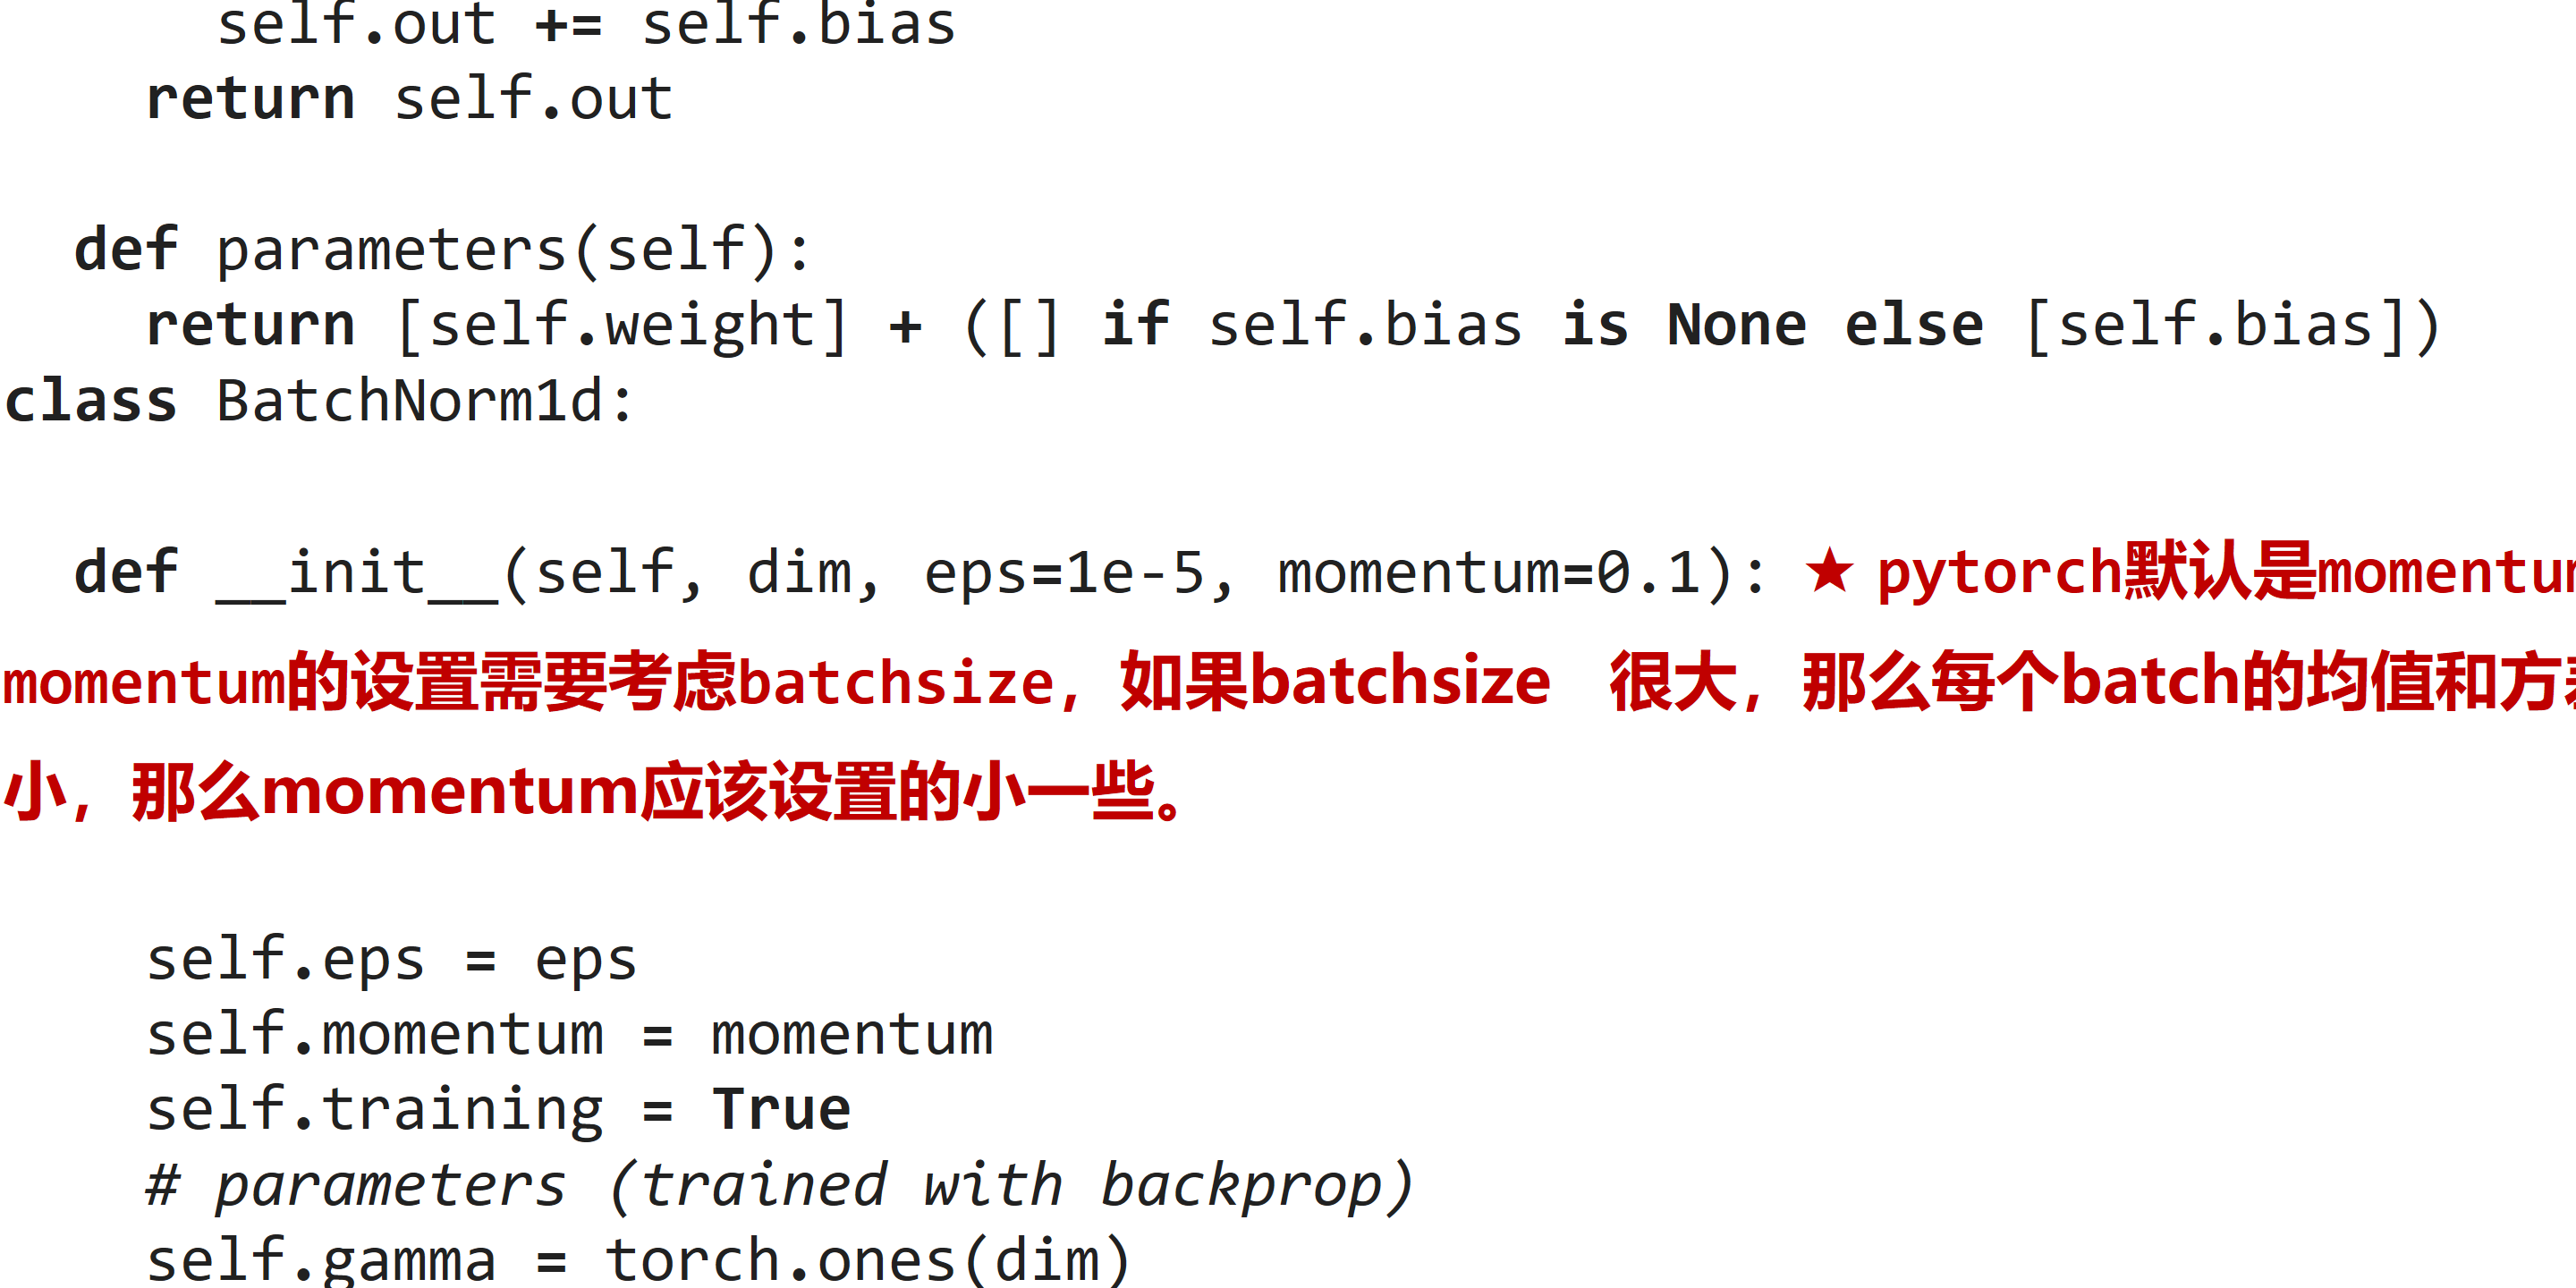 self.out += self.bias
return self.out
def parameters(self):
return [self.weight] + ([] if self.bias is None else [self.bias])
class BatchNorm1d:
def __init__(self, dim, eps=1e-5, momentum=0.1): ★ pytorch默认是momentum
momentum的设置需要考虑batchsize，如果batchsize 很大，那么每个batch的均值和方差
小，那么momentum应该设置的小一些。
self.eps = eps
self.momentum = momentum
self.training = True
# parameters (trained with backprop)
self.gamma = torch.ones(dim)